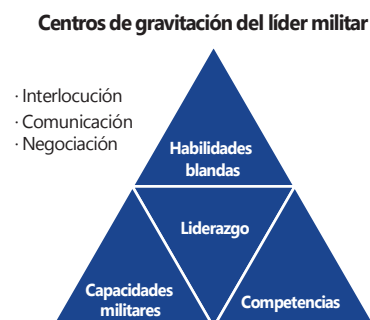 Centros de gravitación del líder militar
· Interlocución
· Comunicación
· Negociación
Habilidades
blandas
Liderazgo
Capacidades
militares
Competencias